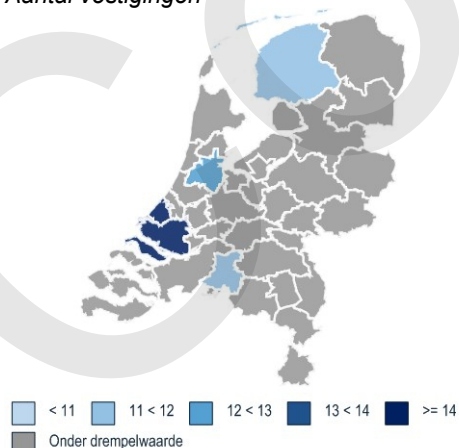 Aantal vestigingen
< 11 11 < 12 12 < 13 13 < 14 >= 14
Onder drempelwaarde